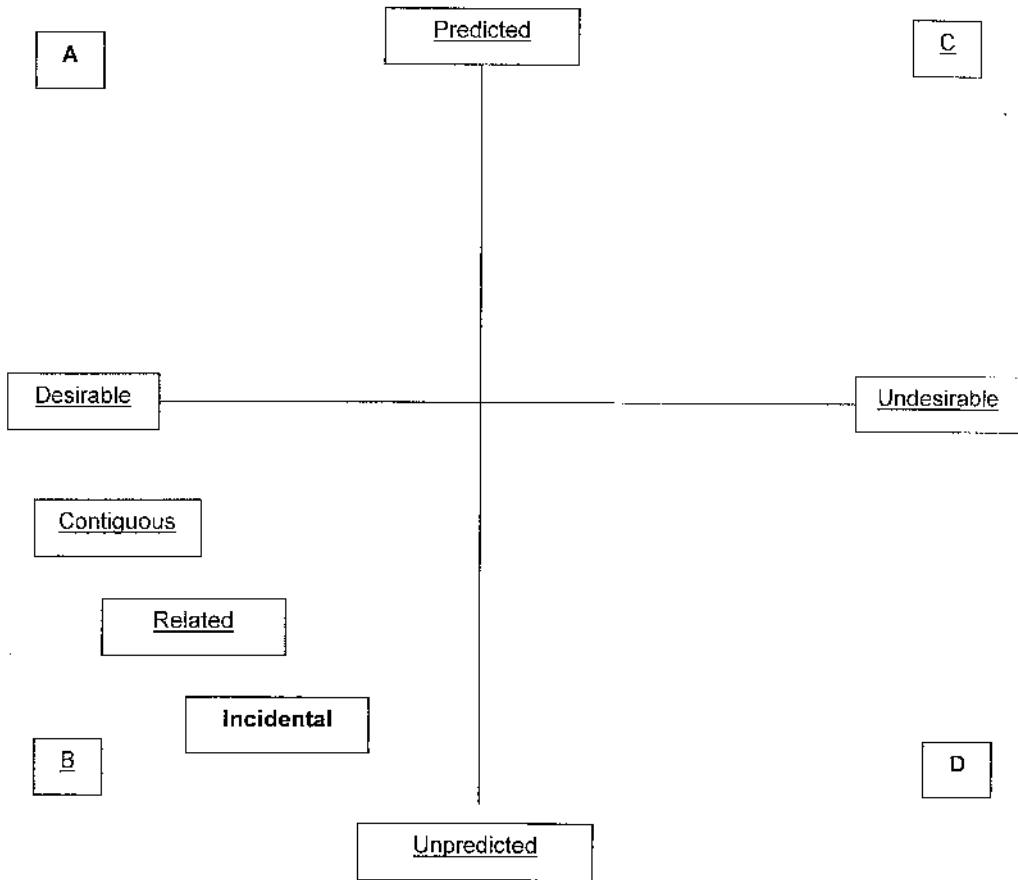 Predicted
A
C
Desirable
Undesirable
Contiguous
Related
Incidental
B
D
Unpredicted